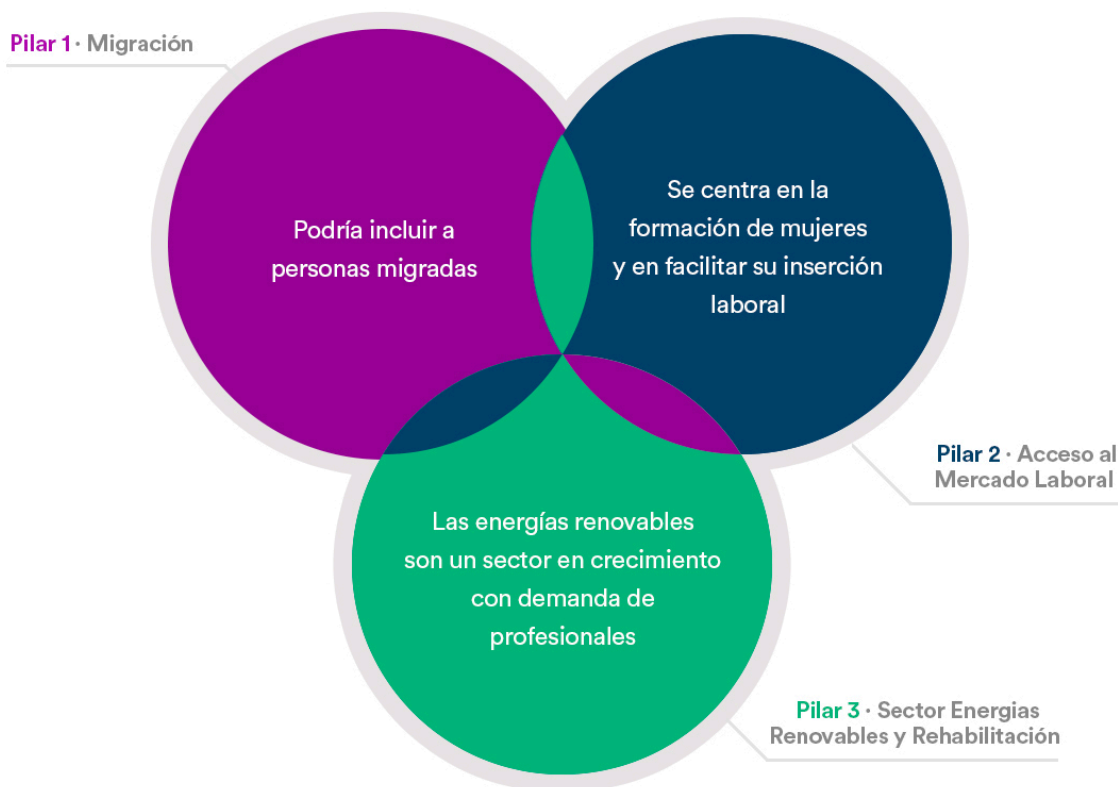 Pilar 1 · Migración
Podría incluir a
personas migradas
Se centra en la
formación de mujeres
y en facilitar su inserción
laboral
Pilar 2 · Acceso al
Mercado Laboral
Las energías renovables
son un sector en crecimiento
con demanda de
profesionales
Pilar 3 · Sector Energias
Renovables y Rehabilitación